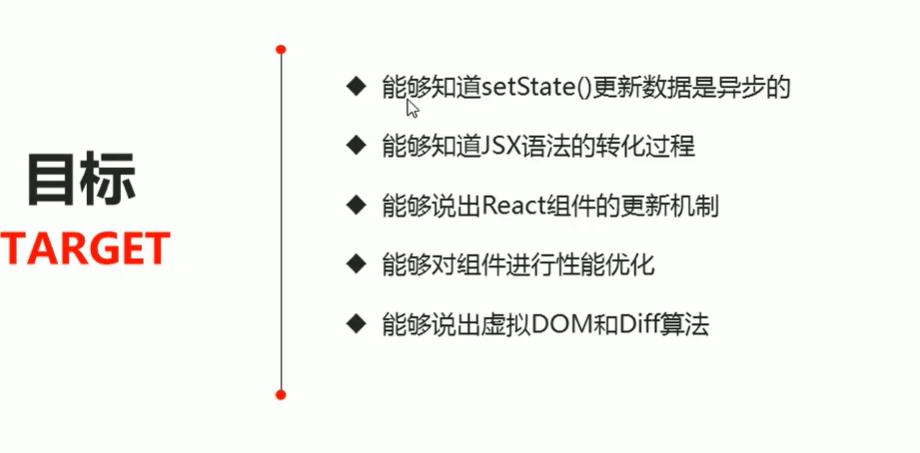 目标
TARGET
◆ 能够知道setState()更新数据是异步的
◆ 能够知道JSX语法的转化过程
◆ 能够说出React组件的更新机制
◆ 能够对组件进行性能优化
◆ 能够说出虚拟DOM和Diff算法